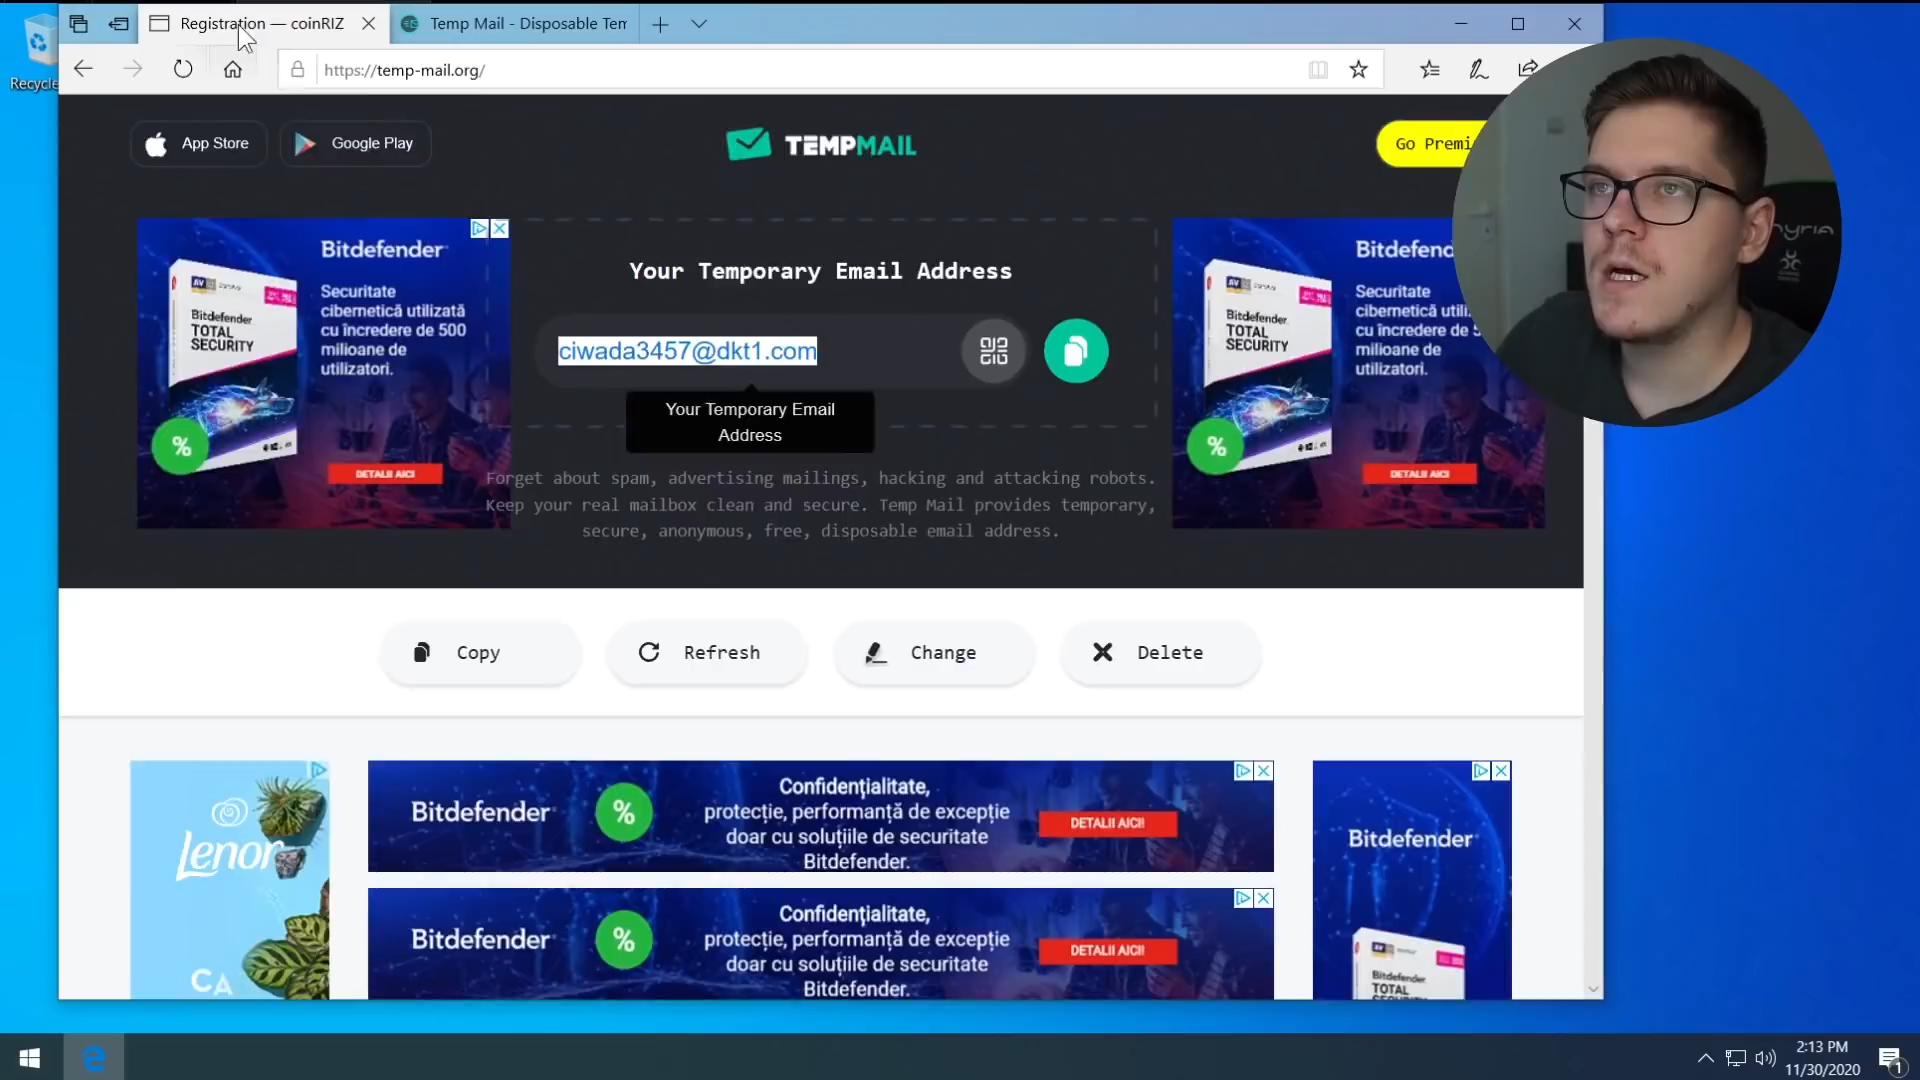 Recycle
Registration — coinRIZ
Temp Mail - Disposable Tem
https://temp-mail.org/
App Store
Google Play
TEMPMAIL
Go Premi
Bitdefender
Securitate
cibernetică utilizată
cu încredere de 500
milioane de
utilizatori.
Bitdefender
TOTAL
SECURITY
%
DETALII AICI
Your Temporary Email Address
ciwada3457@dkt1.com
Your Temporary Email
Address
Forget about spam, advertising mailings, hacking and attacking robots.
Keep your real mailbox clean and secure. Temp Mail provides temporary,
secure, anonymous, free, disposable email address.
Bitdefend
Securitate
cibernetică utili
cu încredere de 5
milioane de
utilizatori.
Bitdefender
TOTAL
SECURITY
%
DETALII AICI
Copy
Refresh
Change
Delete
Lenor
CA
Bitdefender
%
Confidențialitate,
protecție, performanță de excepție
doar cu soluțiile de securitate
Bitdefender.
DETALII AICI!
Bitdefender
%
Confidențialitate,
protecție, performanță de excepție
doar cu soluțiile de securitate
Bitdefender.
DETALII AICI!
Bitdefender
Bitdefender
TOTAL
2:13 PM
11/30/2020
1